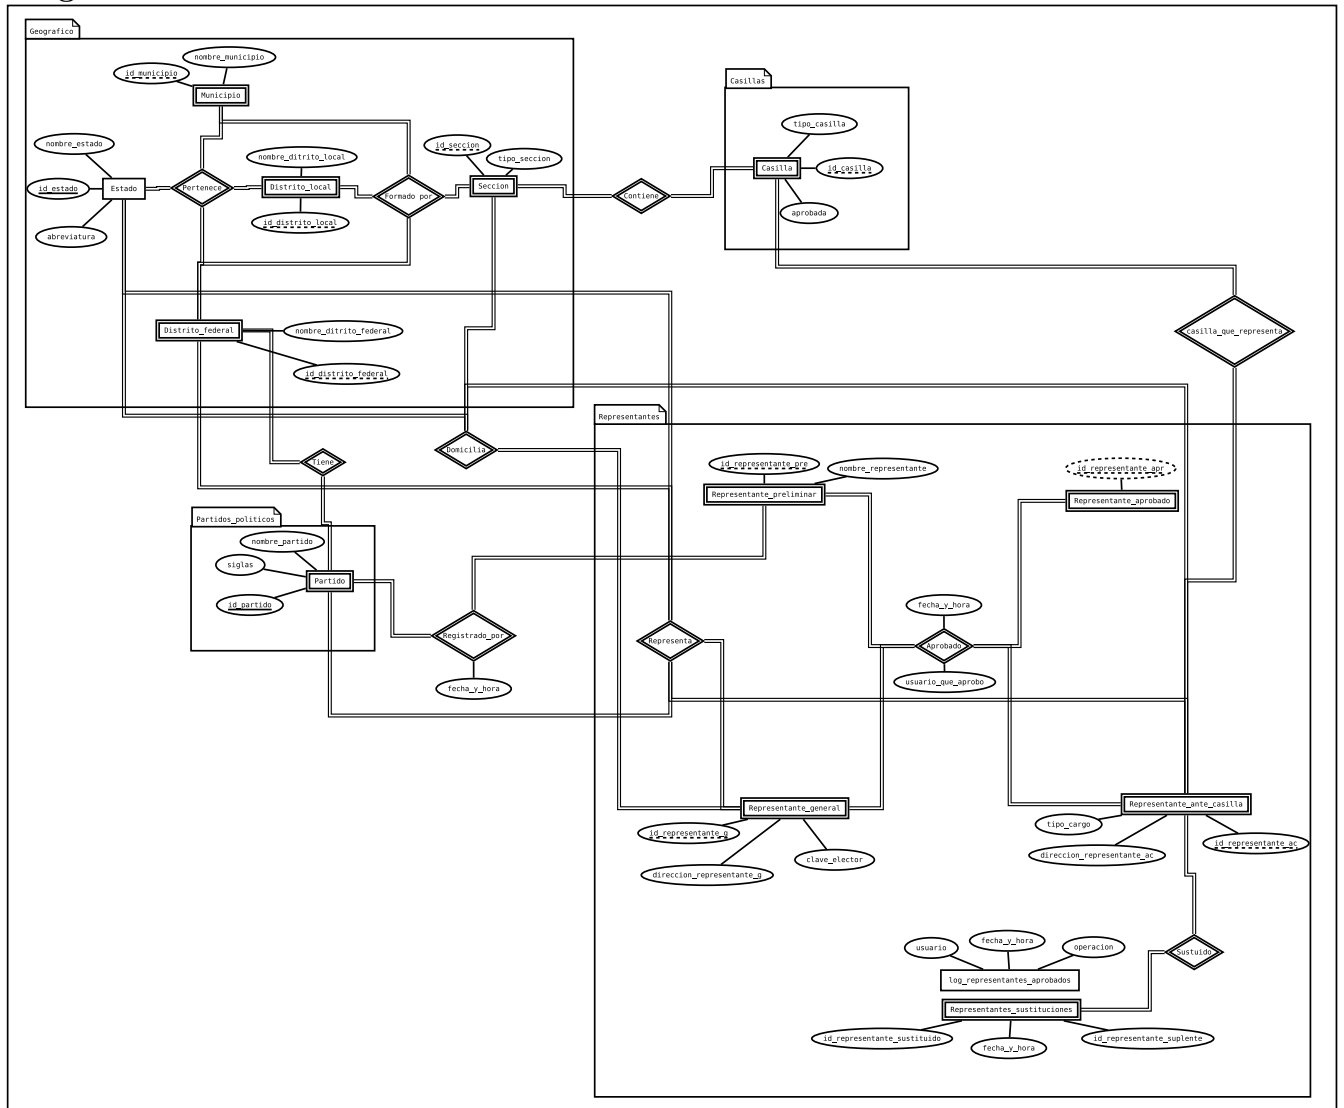 Geografico
nombre_municipio
id_municipio
Municipio
Casillas
tipo_casilla
nombre_estado
id_seccion
tipo_seccion
nombre_ditrito_local
Casilla
id_casilla
id_estado
Estado
Pertenece
Distrito_local
Formado por
Seccion
Contiene
aprobada
id_distrito_local
abreviatura
Distrito_federal
nombre_ditrito_federal
casilla_que_representa
id_distrito_federal
Representantes
Domicilia
Tiene
id_representante_pre
nombre_representante
id_representante_apr
Representante_preliminar
Representante_aprobado
Partidos_politicos
nombre_partido
siglas
Partido
id_partido
fecha_y_hora
Registrado_por
Representa
Aprobado
usuario_que_aprobo
fecha_y_hora
Representante_general
Representante_ante_casilla
id_representante_g
tipo_cargo
id_representante_ac
direccion_representante_ac
clave_elector
direccion_representante_g
usuario
fecha_y_hora
operacion
Sustuido
log_representantes_aprobados
Representantes_sustituciones
id_representante_sustituido
fecha_y_hora
id_representante_suplente